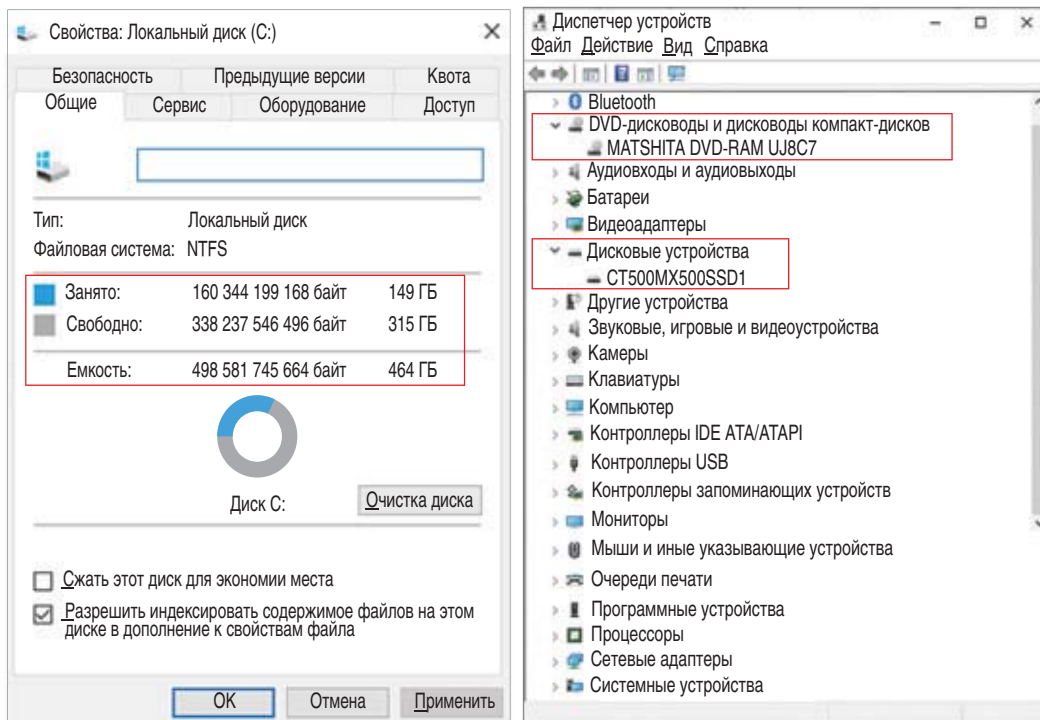 Свойства: Локальный диск (C:)
Безопасность Предыдущие версии Квота
Общие Сервис Оборудование Доступ
Тип: Локальный диск
Файловая система: NTFS
Занято: 160 344 199 168 байт 149 ГБ
Свободно: 338 237 546 496 байт 315 ГБ
Емкость: 498 581 745 664 байт 464 ГБ
Диск C: Очистка диска
Сжать этот диск для экономии места
Разрешить индексировать содержимое файлов на этом
диске в дополнение к свойствам файла
OK Отмена Применить
Диспетчер устройств
Файл Действие Вид Справка
Bluetooth
DVD-дисководы и дисководы компакт-дисков
MATSHITA DVD-RAM UJ8C7
Аудиовходы и аудиовыходы
Батареи
Видеоадаптеры
Дисковые устройства
CT500MX500SSD1
Другие устройства
Звуковые, игровые и видеоустройства
Камеры
Клавиатуры
Компьютер
Контроллеры IDE ATA/ATAPI
Контроллеры USB
Контроллеры запоминающих устройств
Мониторы
Мыши и иные указывающие устройства
Очереди печати
Программные устройства
Процессоры
Сетевые адаптеры
Системные устройства